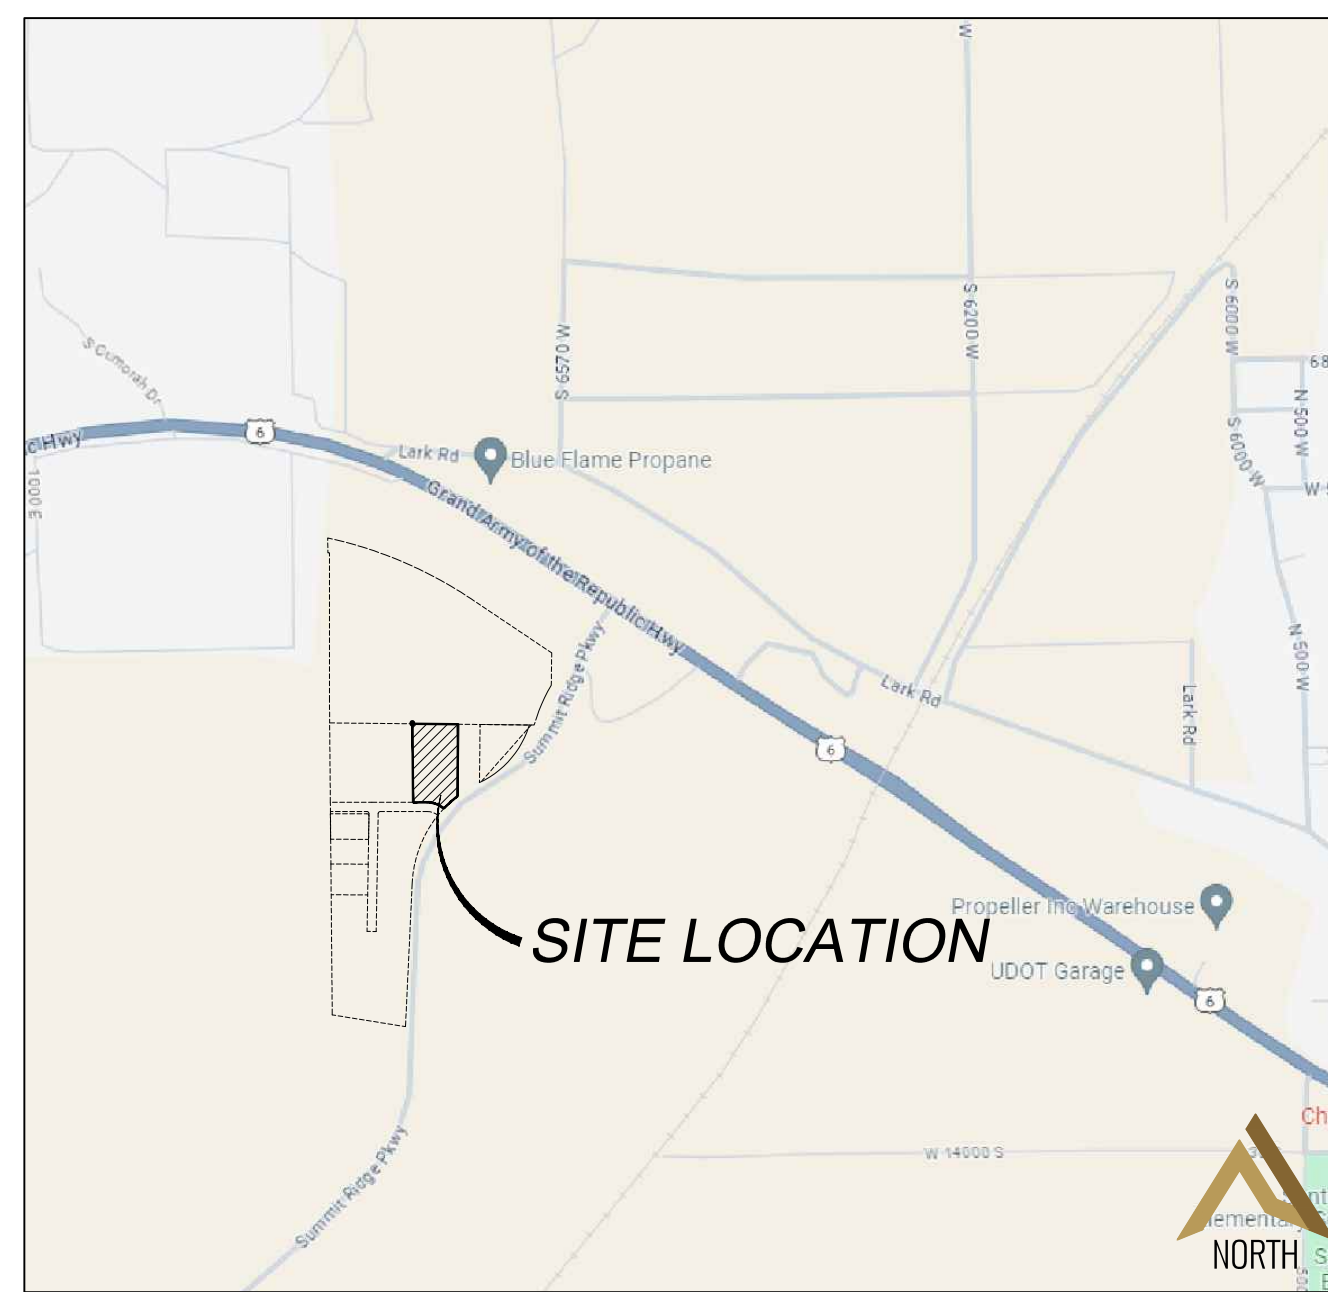 W
S 6200 W
S 6000 W
S 6570 W
S Cumorah Dr
68
N 500 W
S 6000 W
c Hwy
6
Lark Rd
Blue Flame Propane
1000 E
W
Grand Army of the Republic Hwy
Summit Ridge Pkwy
N 500 W
Lark Rd
Lark Rd
6
Propeller Inc Warehouse
SITE LOCATION
UDOT Garage
6
Ch
W 14000 S
Summit Ridge Pkwy
NORTH